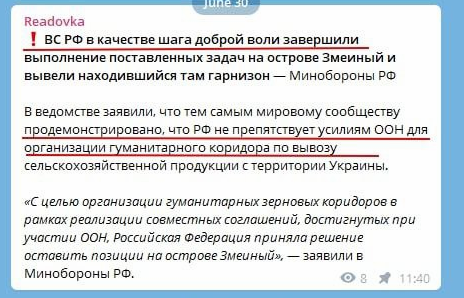 June 30
Readovka
❗ ВС РФ в качестве шага доброй воли завершили
выполнение поставленных задач на острове Змеиный и
вывели находившийся там гарнизон — Минобороны РФ
В ведомстве заявили, что тем самым мировому сообществу
продемонстрировано, что РФ не препятствует усилиям ООН для
организации гуманитарного коридора по вывозу
сельскохозяйственной продукции с территории Украины.
«С целью организации гуманитарных зерновых коридоров в
рамках реализации совместных соглашений, достигнутых при
участии ООН, Российская Федерация приняла решение
оставить позиции на острове Змеиный», — заявили в
Минобороны РФ.
8 11:40